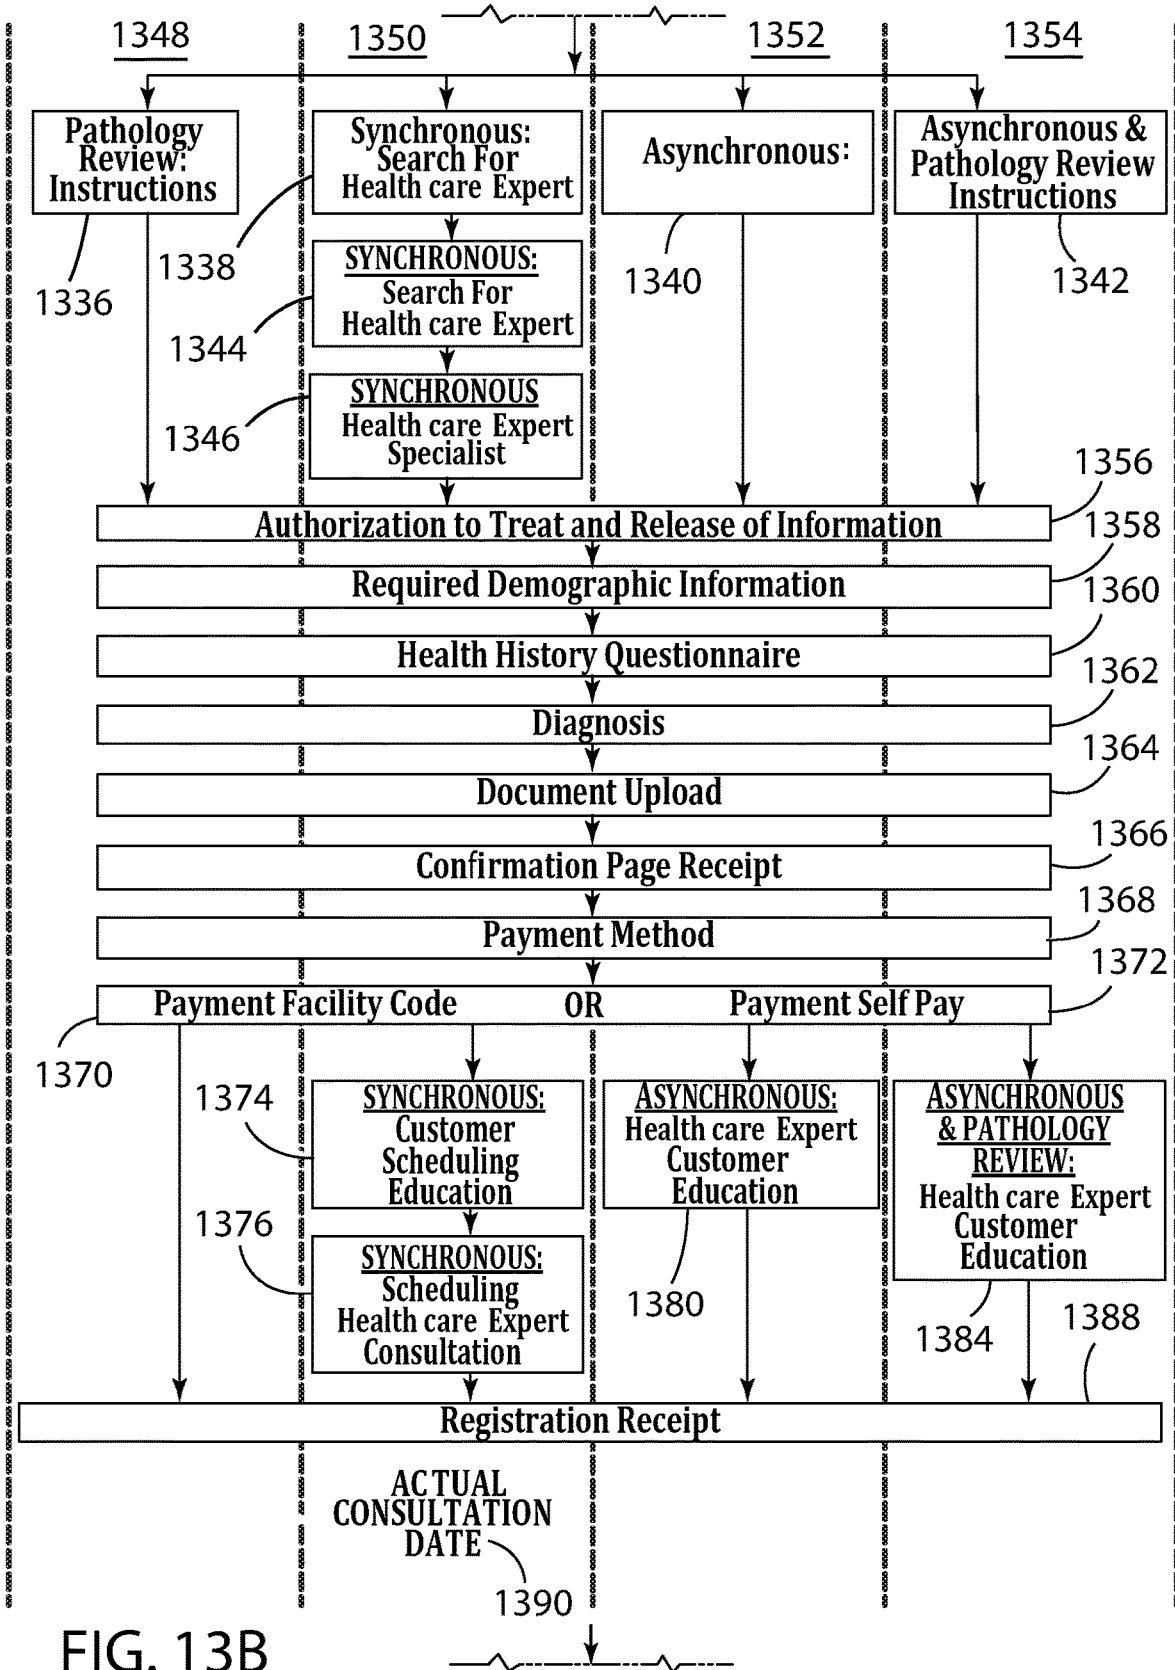 1348
1350
1352
1354
Pathology
Review:
Instructions
Synchronous:
Search For
Health care Expert
Asynchronous:
Asynchronous &
Pathology Review
Instructions
1336
1338
1340
1342
SYNCHRONOUS:
Search For
Health care Expert
1344
SYNCHRONOUS
Health care Expert
Specialist
1346
Authorization to Treat and Release of Information
1356
Required Demographic Information
1358
Health History Questionnaire
1360
Diagnosis
1362
Document Upload
1364
Confirmation Page Receipt
1366
Payment Method
1368
Payment Facility Code OR Payment Self Pay
1372
1370
1374
SYNCHRONOUS:
Customer
Scheduling
Education
ASYNCHRONOUS:
Health care Expert
Customer
Education
ASYNCHRONOUS
& PATHOLOGY
REVIEW:
Health care Expert
Customer
Education
1376
SYNCHRONOUS:
Scheduling
Health care Expert
Consultation
1380
1384
1388
Registration Receipt
ACTUAL
CONSULTATION
DATE
1390
FIG. 13B